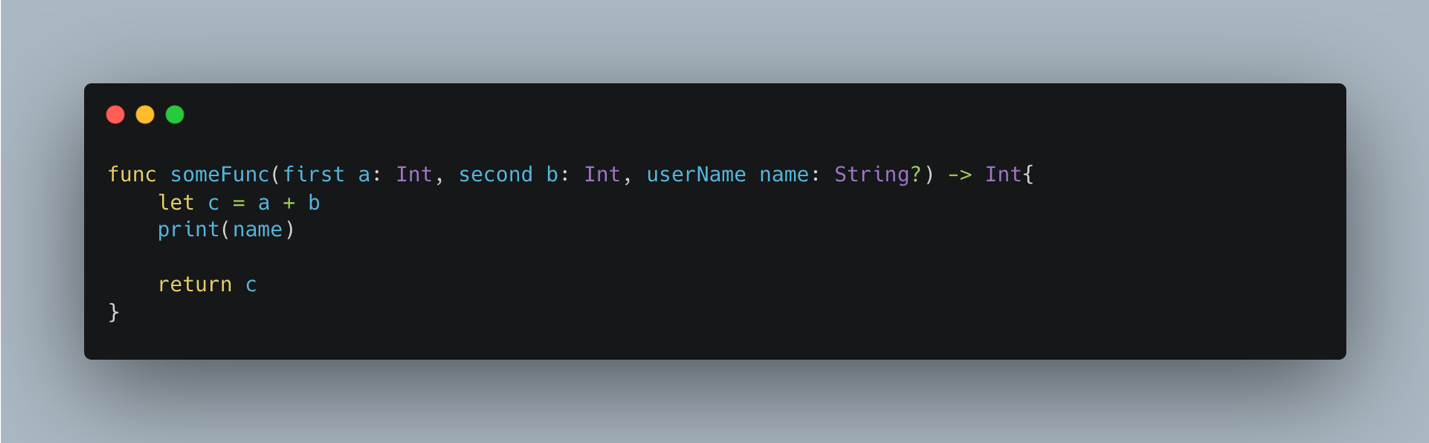 func someFunc(first a: Int, second b: Int, userName name: String?) -> Int{
    let c = a + b
    print(name)

    return c
}